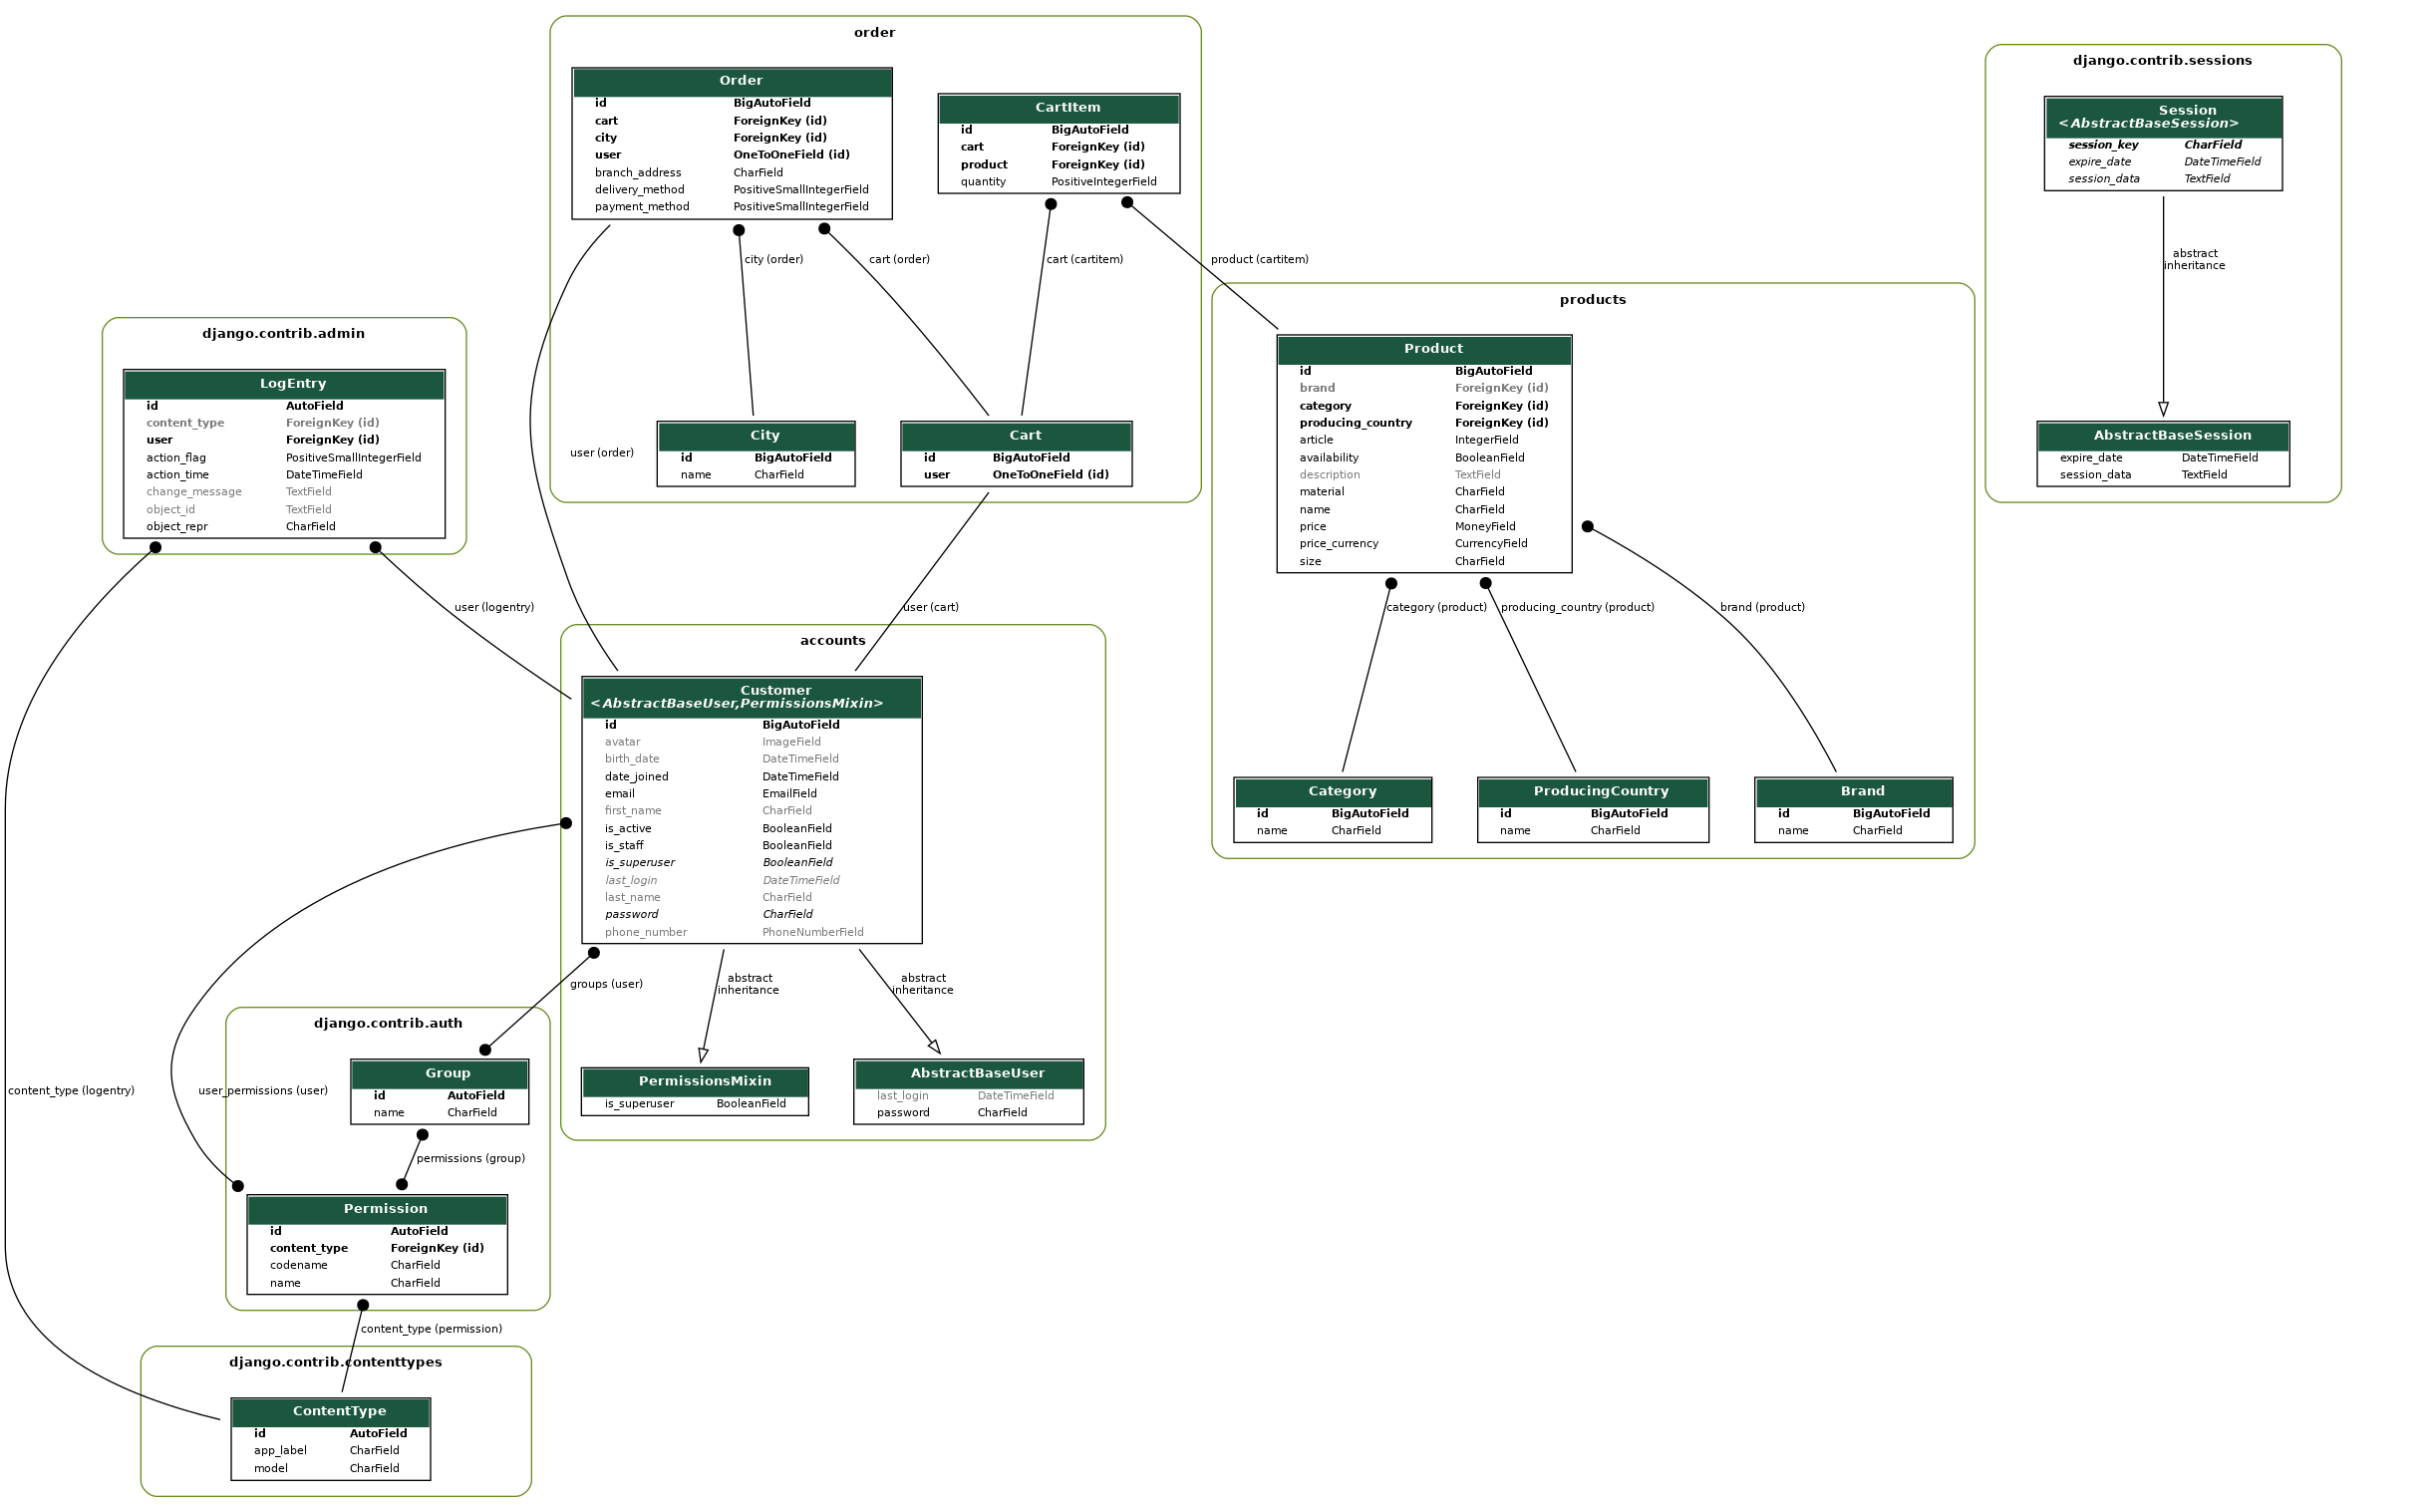 order
Order
id BigAutoField
cart ForeignKey (id)
city ForeignKey (id)
user OneToOneField (id)
branch_address CharField
delivery_method PositiveSmallIntegerField
payment_method PositiveSmallIntegerField
CartItem
id BigAutoField
cart ForeignKey (id)
product ForeignKey (id)
quantity PositiveIntegerField
city (order)
cart (order)
cart (cartitem)
product (cartitem)
user (order)
City
id BigAutoField
name CharField
Cart
id BigAutoField
user OneToOneField (id)
django.contrib.sessions
Session
<AbstractBaseSession>
session_key CharField
expire_date DateTimeField
session_data TextField
abstract
inheritance
AbstractBaseSession
expire_date DateTimeField
session_data TextField
products
Product
id BigAutoField
brand ForeignKey (id)
category ForeignKey (id)
producing_country ForeignKey (id)
article IntegerField
availability BooleanField
description TextField
material CharField
name CharField
price MoneyField
price_currency CurrencyField
size CharField
category (product)
producing_country (product)
brand (product)
Category
id BigAutoField
name CharField
ProducingCountry
id BigAutoField
name CharField
Brand
id BigAutoField
name CharField
django.contrib.admin
LogEntry
id AutoField
content_type ForeignKey (id)
user ForeignKey (id)
action_flag PositiveSmallIntegerField
action_time DateTimeField
change_message TextField
object_id TextField
object_repr CharField
user (logentry)
user (cart)
accounts
Customer
<AbstractBaseUser,PermissionsMixin>
id BigAutoField
avatar ImageField
birth_date DateTimeField
date_joined DateTimeField
email EmailField
first_name CharField
is_active BooleanField
is_staff BooleanField
is_superuser BooleanField
last_login DateTimeField
last_name CharField
password CharField
phone_number PhoneNumberField
groups (user)
abstract
inheritance
abstract
inheritance
PermissionsMixin
is_superuser BooleanField
AbstractBaseUser
last_login DateTimeField
password CharField
content_type (logentry)
user_permissions (user)
django.contrib.auth
Group
id AutoField
name CharField
permissions (group)
Permission
id AutoField
content_type ForeignKey (id)
codename CharField
name CharField
content_type (permission)
django.contrib.contenttypes
ContentType
id AutoField
app_label CharField
model CharField